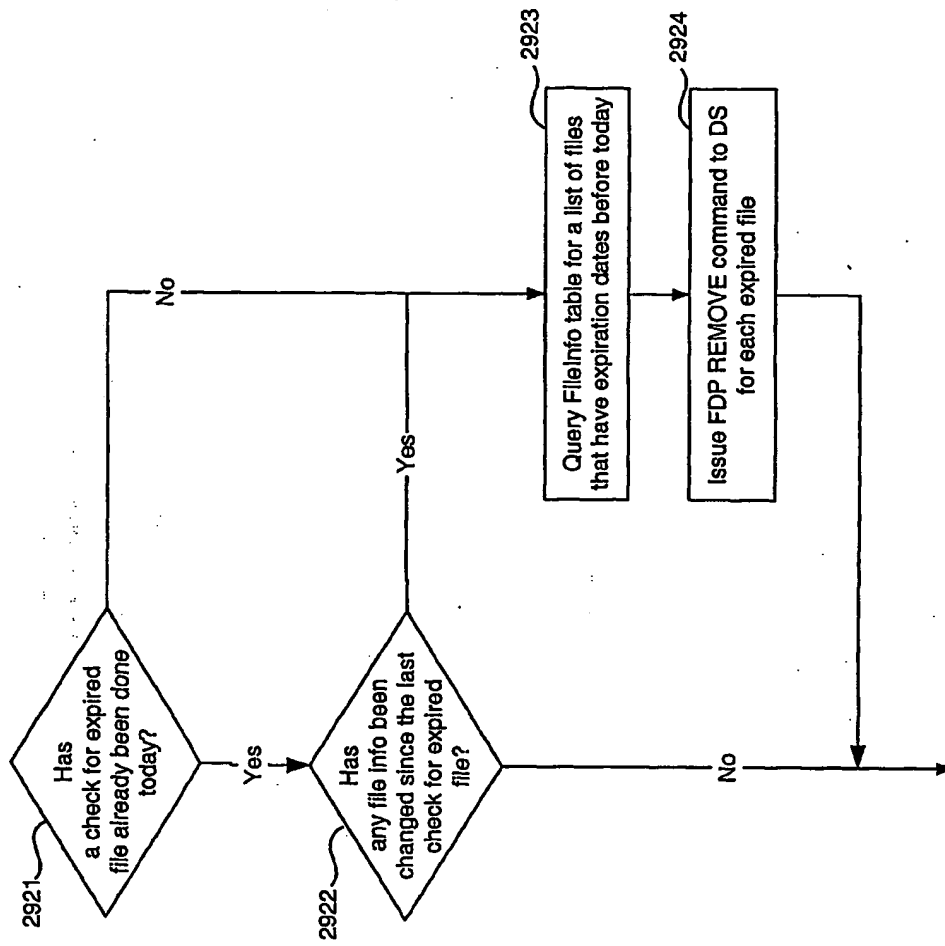 2921
Has
a check for expired
file already been done
today?
No
Yes
2922
Has
any file info been
changed since the last
check for expired
file?
Yes
No
2923
Query FileInfo table for a list of files
that have expiration dates before today
2924
Issue FDP REMOVE command to DS
for each expired file